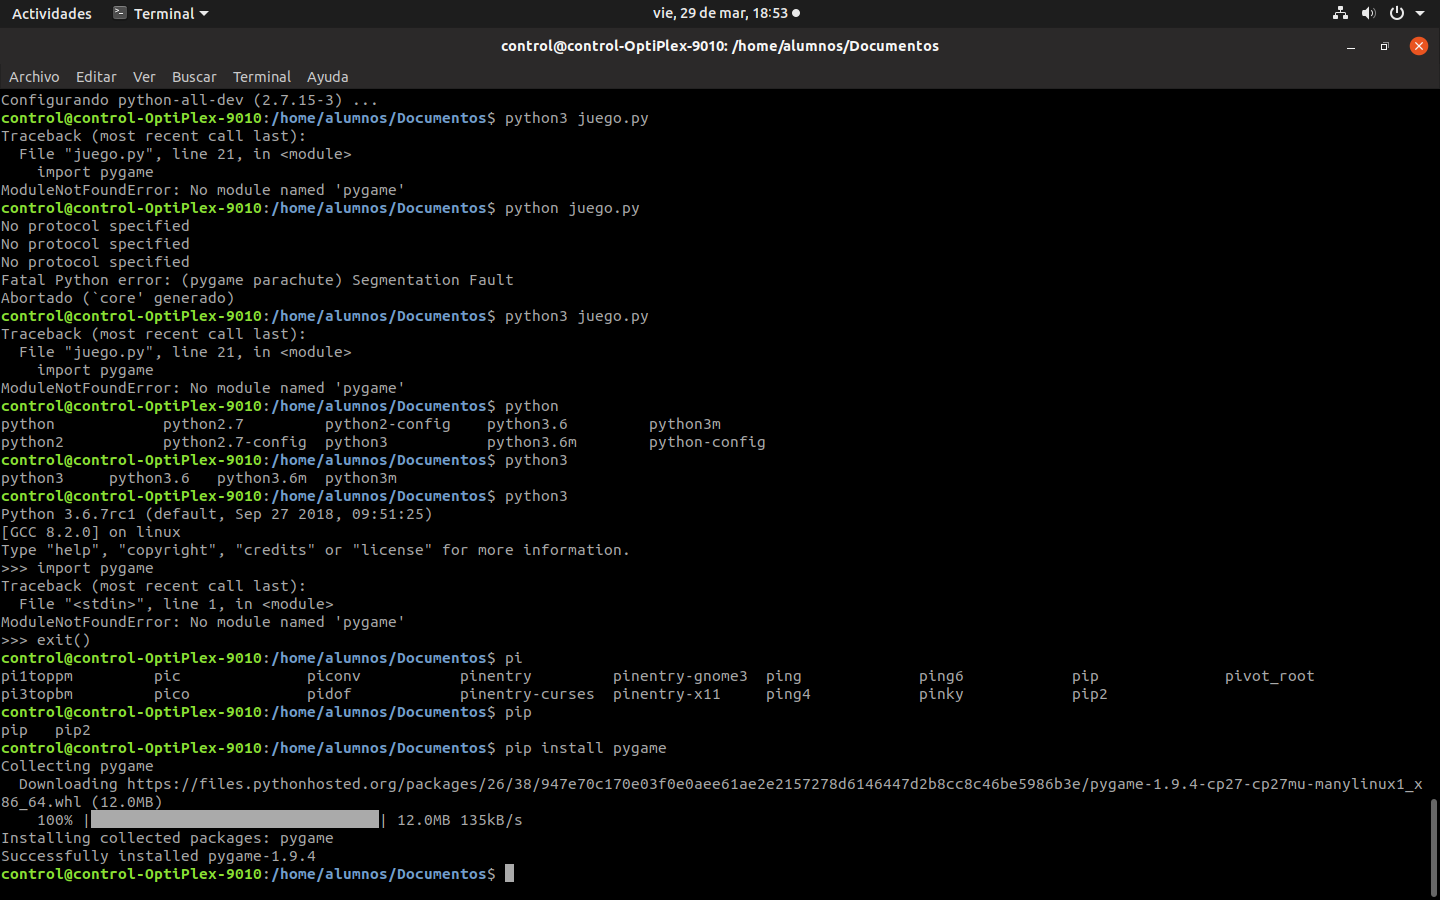 Actividades Terminal vie, 29 de mar, 18:53
control@control-OptiPlex-9010: /home/alumnos/Documentos
Archivo Editar Ver Buscar Terminal Ayuda
Configurando python-all-dev (2.7.15-3) ...
control@control-OptiPlex-9010:/home/alumnos/Documentos$ python3 juego.py
Traceback (most recent call last):
  File "juego.py", line 21, in <module>
    import pygame
ModuleNotFoundError: No module named 'pygame'
control@control-OptiPlex-9010:/home/alumnos/Documentos$ python juego.py
No protocol specified
No protocol specified
No protocol specified
Fatal Python error: (pygame parachute) Segmentation Fault
Abortado (`core' generado)
control@control-OptiPlex-9010:/home/alumnos/Documentos$ python3 juego.py
Traceback (most recent call last):
  File "juego.py", line 21, in <module>
    import pygame
ModuleNotFoundError: No module named 'pygame'
control@control-OptiPlex-9010:/home/alumnos/Documentos$ python
python            python2.7         python2-config    python3.6         python3m
python2           python2.7-config  python3           python3.6m        python-config
control@control-OptiPlex-9010:/home/alumnos/Documentos$ python3
python3     python3.6   python3.6m  python3m
control@control-OptiPlex-9010:/home/alumnos/Documentos$ python3
Python 3.6.7rc1 (default, Sep 27 2018, 09:51:25)
[GCC 8.2.0] on linux
Type "help", "copyright", "credits" or "license" for more information.
>>> import pygame
Traceback (most recent call last):
  File "<stdin>", line 1, in <module>
ModuleNotFoundError: No module named 'pygame'
>>> exit()
control@control-OptiPlex-9010:/home/alumnos/Documentos$ pi
pi1toppm         pic              piconv           pinentry         pinentry-gnome3  ping             ping6            pip              pivot_root
pi3topbm         pico             pidof            pinentry-curses  pinentry-x11     ping4            pinky            pip2
control@control-OptiPlex-9010:/home/alumnos/Documentos$ pip
pip   pip2
control@control-OptiPlex-9010:/home/alumnos/Documentos$ pip install pygame
Collecting pygame
  Downloading https://files.pythonhosted.org/packages/26/38/947e70c170e03f0e0aee61ae2e2157278d6146447d2b8cc8c46be5986b3e/pygame-1.9.4-cp27-cp27mu-manylinux1_x
86_64.whl (12.0MB)
    100% |████████████████████████████████| 12.0MB 135kB/s
Installing collected packages: pygame
Successfully installed pygame-1.9.4
control@control-OptiPlex-9010:/home/alumnos/Documentos$